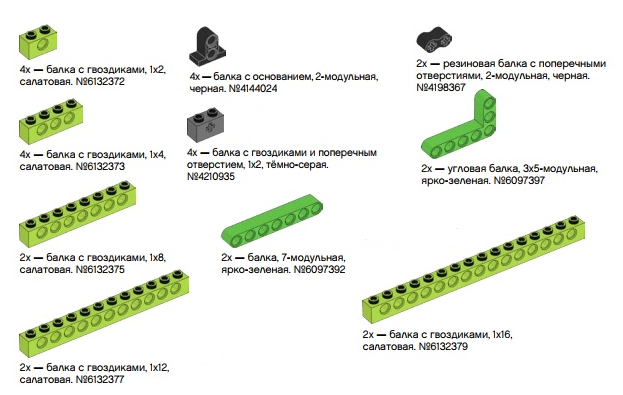 4x — балка с гвоздиками, 1x2,
салатовая. №6132372
4x — балка с основанием, 2-модульная,
черная. №4144024
2x — резиновая балка с поперечными
отверстиями, 2-модульная, черная.
№4198367
4x — балка с гвоздиками, 1x4,
салатовая. №6132373
4x — балка с гвоздиками и поперечным
отверстием, 1x2, тёмно-серая.
№4210935
2x — угловая балка, 3x5-модульная,
ярко-зеленая. №6097397
2x — балка с гвоздиками, 1x8,
салатовая. №6132375
2x — балка, 7-модульная,
ярко-зеленая. №6097392
2x — балка с гвоздиками, 1x16,
салатовая. №6132379
2x — балка с гвоздиками, 1x12,
салатовая. №6132377